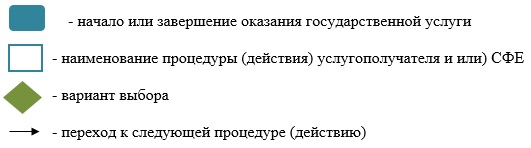 - начало или завершение оказания государственной услуги
- наименование процедуры (действия) услугополучателя и или) СФЕ
- вариант выбора
- переход к следующей процедуре (действию)